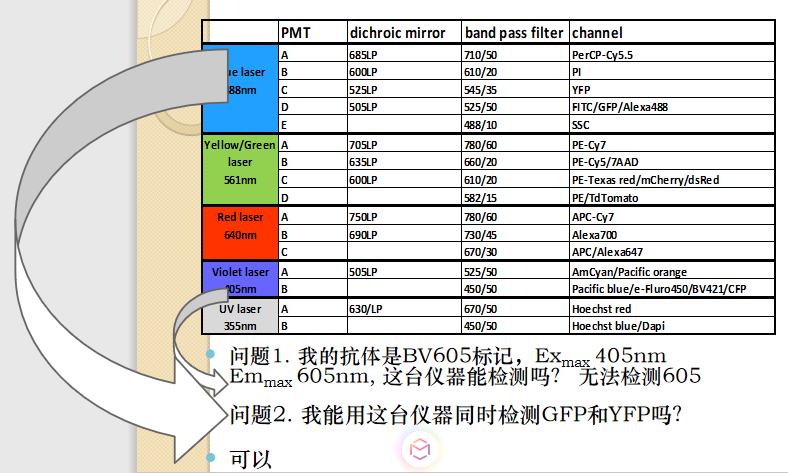 PMT dichroic mirror band pass filter channel
ue laser 88nm A 685LP 710/50 PerCP-Cy5.5
B 600LP 610/20 PI
C 525LP 545/35 YFP
D 505LP 525/50 FITC/GFP/Alexa488
E 488/10 SSC
Yellow/Green laser 561nm A 705LP 780/60 PE-Cy7
B 635LP 660/20 PE-Cy5/7AAD
C 600LP 610/20 PE-Texas red/mCherry/dsRed
D 582/15 PE/TdTomato
Red laser 640nm A 750LP 780/60 APC-Cy7
B 690LP 730/45 Alexa700
C 670/30 APC/Alexa647
Violet laser 05nm A 505LP 525/50 AmCyan/Pacific orange
B 450/50 Pacific blue/e-Fluro450/BV421/CFP
UV laser 355nm A 630/LP 670/50 Hoechst red
B 450/50 Hoechst blue/Dapi
问题1. 我的抗体是BV605标记，Exmax 405nm
Emmax 605nm, 这台仪器能检测吗？ 无法检测605
问题2. 我能用这台仪器同时检测GFP和YFP吗？
可以